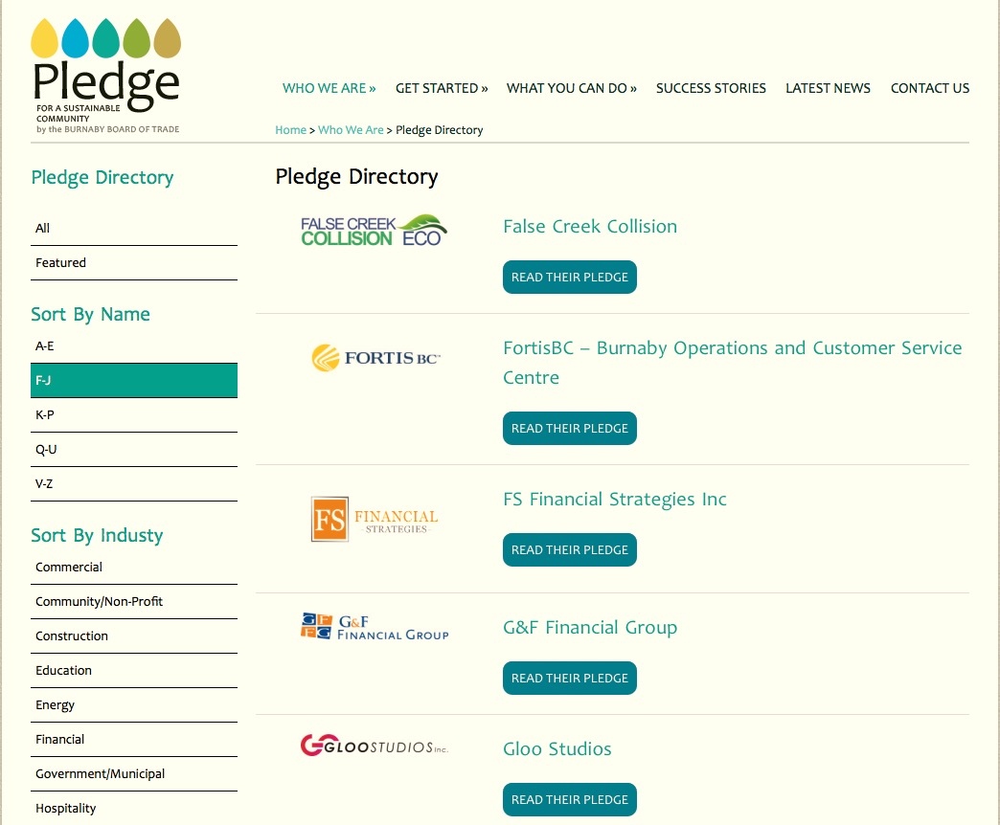 Pledge
FOR A SUSTAINABLE
COMMUNITY
by the BURNABY BOARD OF TRADE
WHO WE ARE » GET STARTED » WHAT YOU CAN DO » SUCCESS STORIES LATEST NEWS CONTACT US
Home > Who We Are > Pledge Directory
Pledge Directory
All
Featured
Sort By Name
A-E
F-J
K-P
Q-U
V-Z
Sort By Industy
Commercial
Community/Non-Profit
Construction
Education
Energy
Financial
Government/Municipal
Hospitality
Pledge Directory
FALSE CREEK
COLLISION ECO
False Creek Collision
READ THEIR PLEDGE
FORTIS BC™
FortisBC – Burnaby Operations and Customer Service
Centre
READ THEIR PLEDGE
FS FINANCIAL
STRATEGIES
FS Financial Strategies Inc
READ THEIR PLEDGE
GF
FG
G&F
FINANCIAL GROUP
G&F Financial Group
READ THEIR PLEDGE
GLOOSTUDIOS inc.
Gloo Studios
READ THEIR PLEDGE